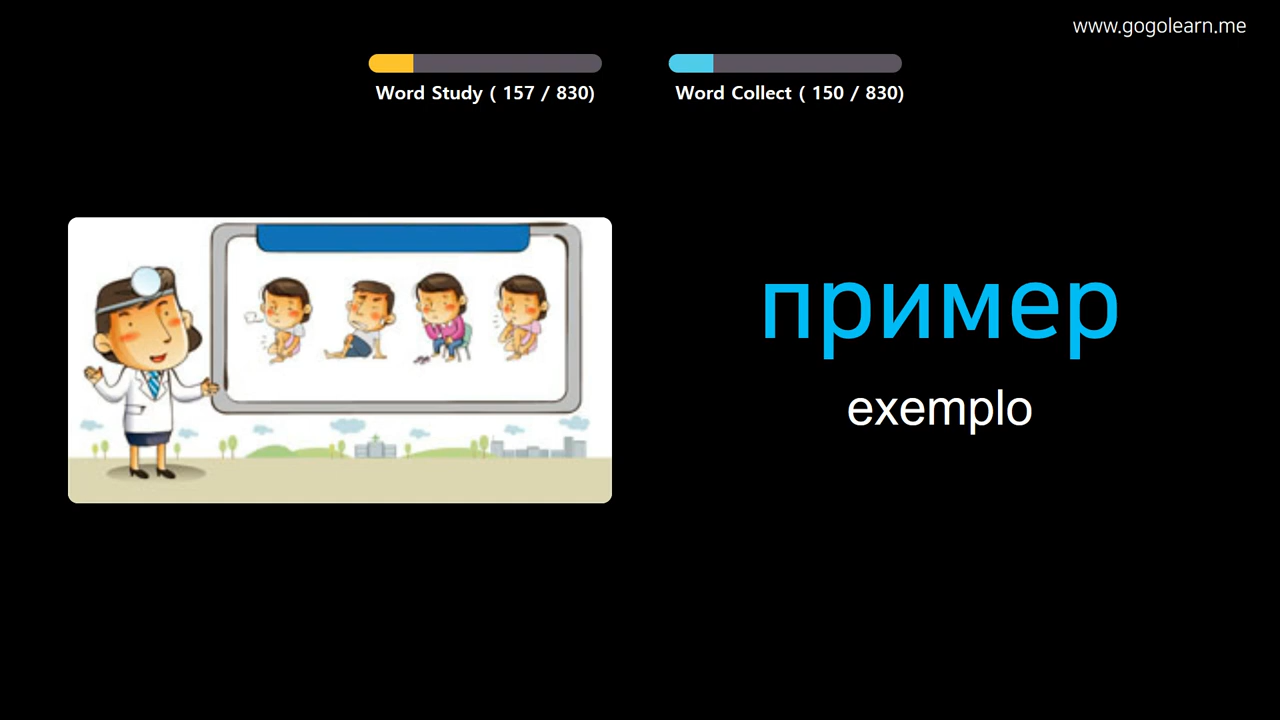 www.gogolearn.me
Word Study ( 157 / 830)
Word Collect ( 150 / 830)
пример
exemplo